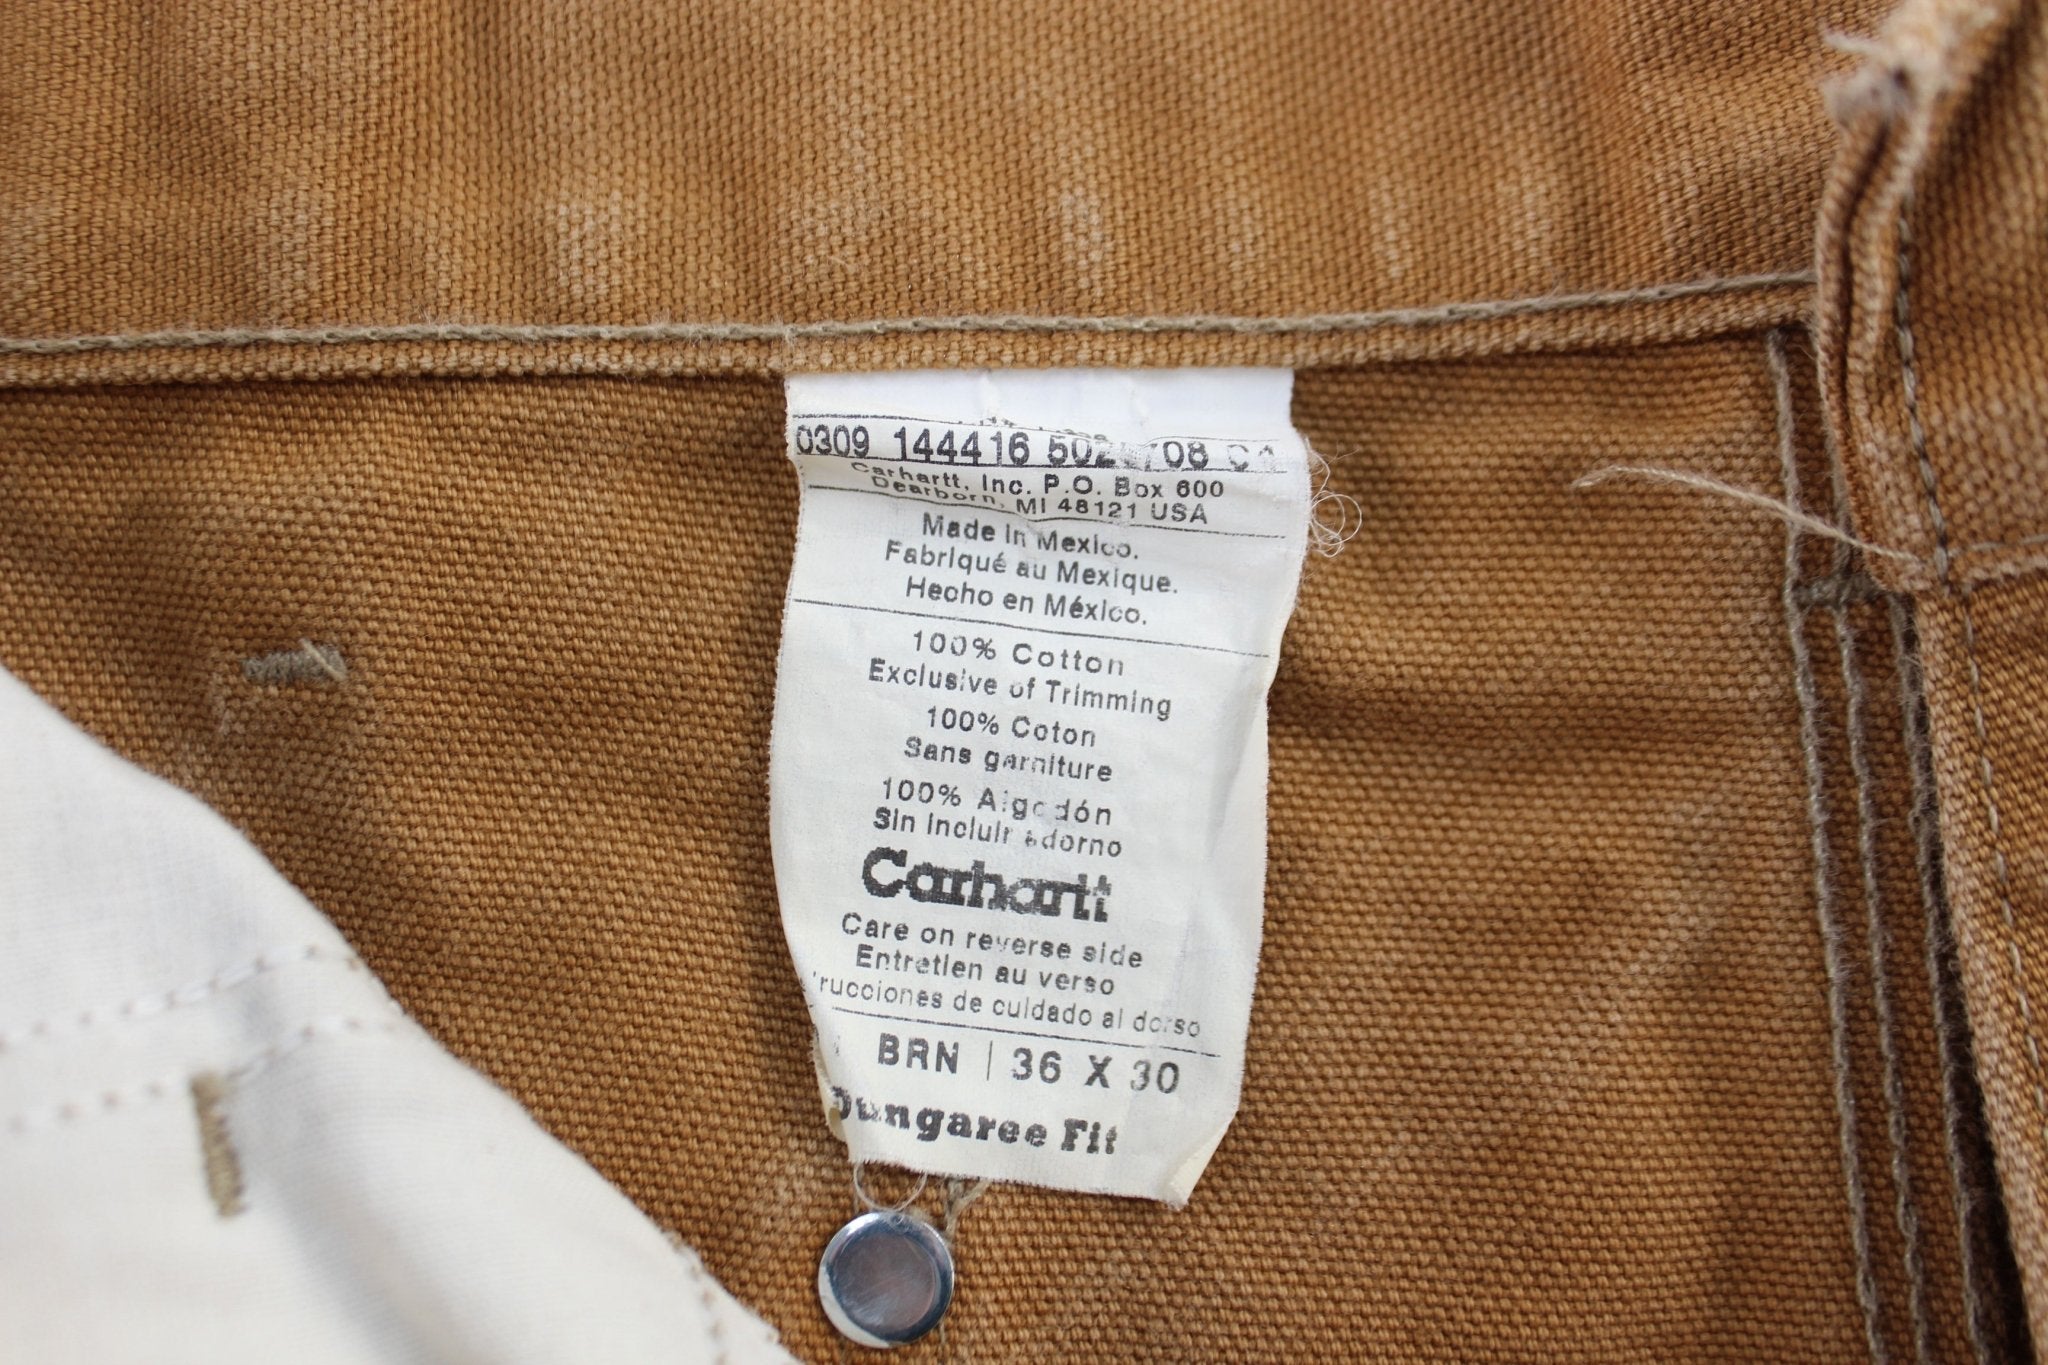 0309 144416
Carhartt, Inc. P.O. Box 600
Dearborn, MI 48121 USA
Made in Mexico.
Fabriqué au Mexique.
Hecho en México.
100% Cotton
Exclusive of Trimming
100% Coton
Sans garniture
100% Algodón
Sin incluir adorno
Carhartt
Care on reverse side
Entretien au verso
rucciones de cuidado al dorso
BRN | 36 X 30
Dungaree Fit